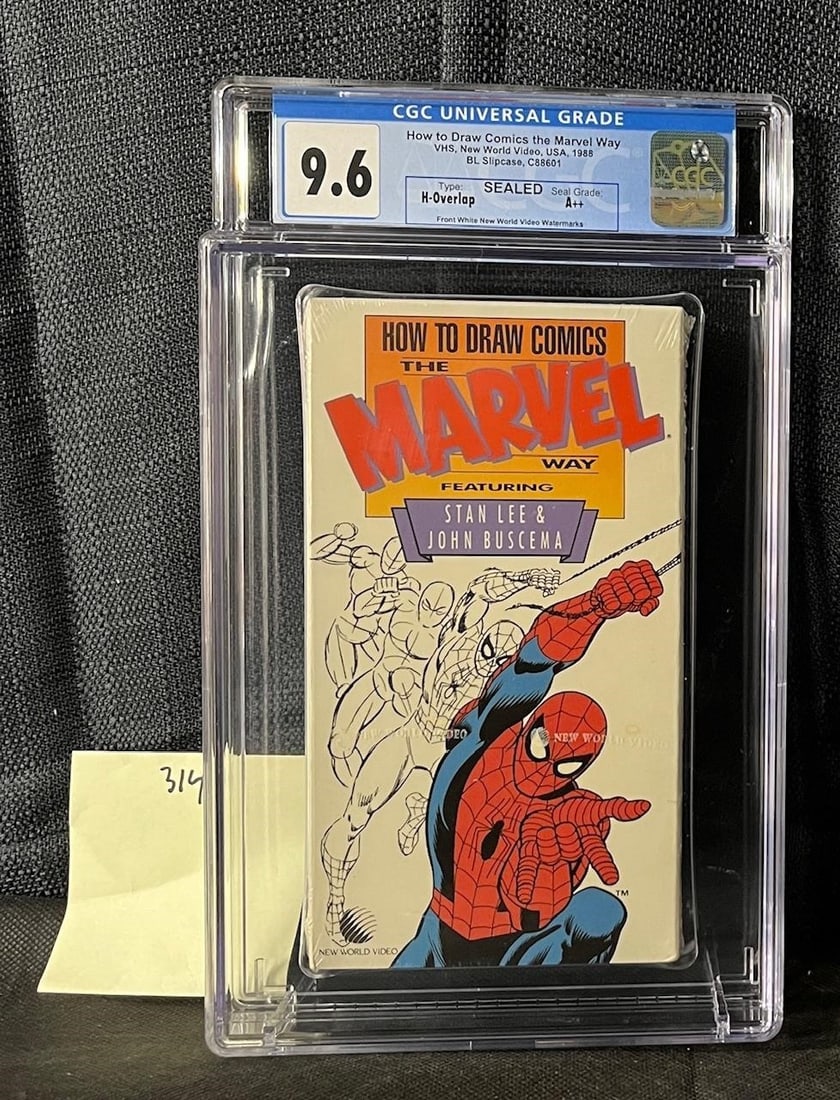 CGC UNIVERSAL GRADE
9.6
How to Draw Comics the Marvel Way
VHS, New World Video, USA, 1988
BL Slipcase, C88601
Type: SEALED Seal Grade:
H-Overlap A++
Front White New World Video Watermarks
CGC
HOW TO DRAW COMICS
THE
MARVEL
WAY
FEATURING
STAN LEE &
JOHN BUSCEMA
NEW WORLD VIDEO NEW WORLD VIDEO
314
TM
NEW WORLD VIDEO